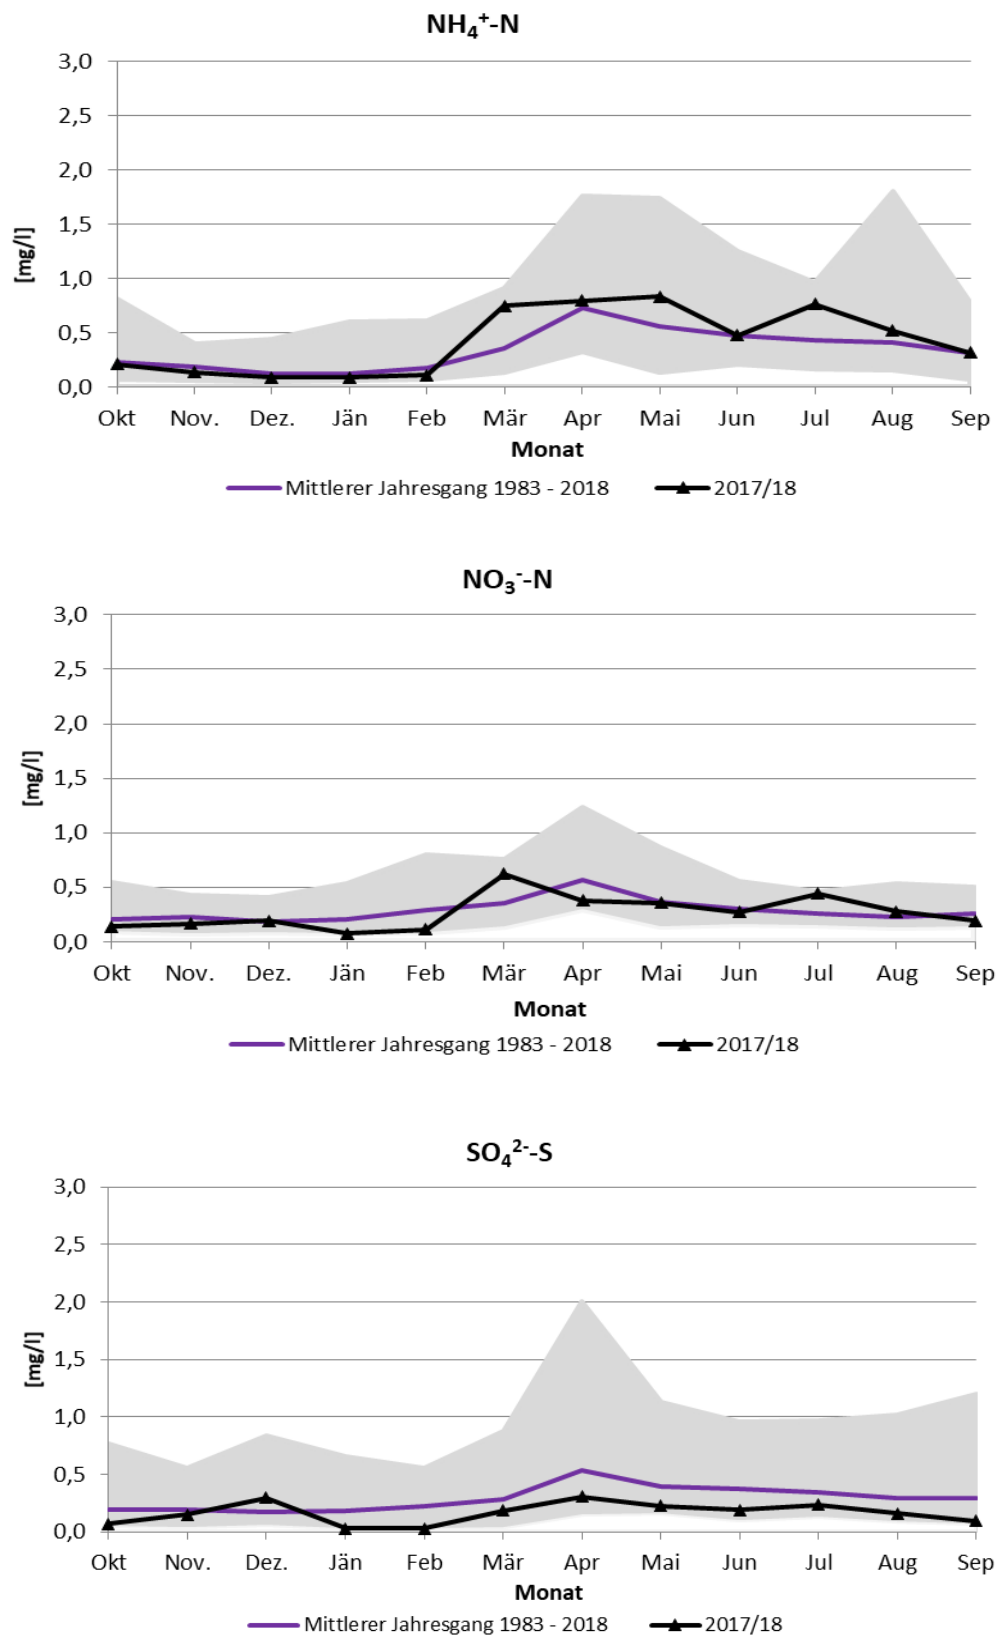 NH₄⁺-N
3,0
2,5
2,0
1,5
1,0
0,5
0,0
[mg/l]
Okt Nov. Dez. Jän Feb Mär Apr Mai Jun Jul Aug Sep
Monat
Mittlerer Jahresgang 1983 - 2018 2017/18
NO₃⁻-N
3,0
2,5
2,0
1,5
1,0
0,5
0,0
[mg/l]
Okt Nov. Dez. Jän Feb Mär Apr Mai Jun Jul Aug Sep
Monat
Mittlerer Jahresgang 1983 - 2018 2017/18
SO₄²⁻-S
3,0
2,5
2,0
1,5
1,0
0,5
0,0
[mg/l]
Okt Nov. Dez. Jän Feb Mär Apr Mai Jun Jul Aug Sep
Monat
Mittlerer Jahresgang 1983 - 2018 2017/18